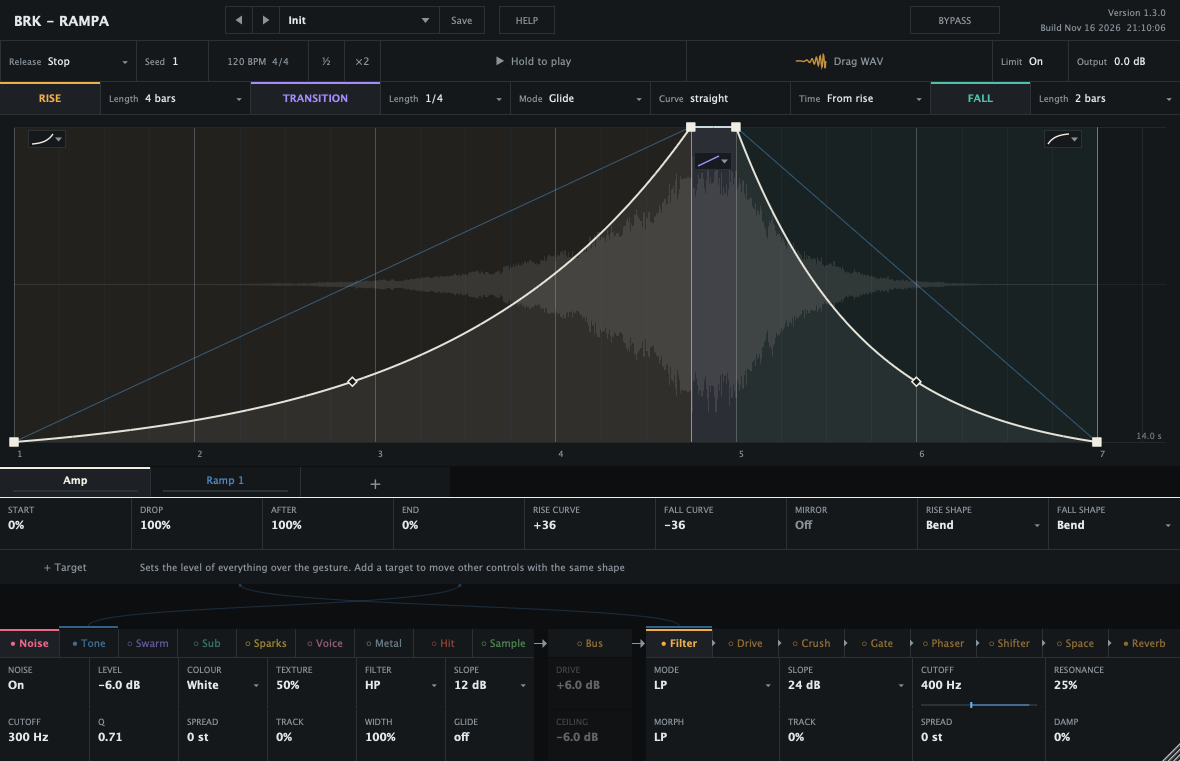 BRK – RAMPA
Init
Save
HELP
BYPASS
Version 1.3.0
Build Nov 16 2026 21:10:06
Release Stop
Seed 1
120 BPM 4/4
½
×2
Hold to play
Drag WAV
Limit On
Output 0.0 dB
RISE
Length 4 bars
TRANSITION
Length 1/4
Mode Glide
Curve straight
Time From rise
FALL
Length 2 bars
14.0 s
1 2 3 4 5 6 7
Amp
Ramp 1
+
START DROP AFTER END RISE CURVE FALL CURVE MIRROR RISE SHAPE FALL SHAPE
0% 100% 100% 0% +36 −36 Off Bend Bend
+ Target
Sets the level of everything over the gesture. Add a target to move other controls with the same shape
Noise Tone Swarm Sub Sparks Voice Metal Hit Sample Bus Filter Drive Crush Gate Phaser Shifter Space Reverb
NOISE LEVEL COLOUR TEXTURE FILTER SLOPE DRIVE MODE SLOPE CUTOFF RESONANCE
On −6.0 dB White 50% HP 12 dB +6.0 dB LP 24 dB 400 Hz 25%
CUTOFF Q SPREAD TRACK WIDTH GLIDE CEILING MORPH TRACK SPREAD DAMP
300 Hz 0.71 0 st 0% 100% off −6.0 dB LP 0% 0 st 0%